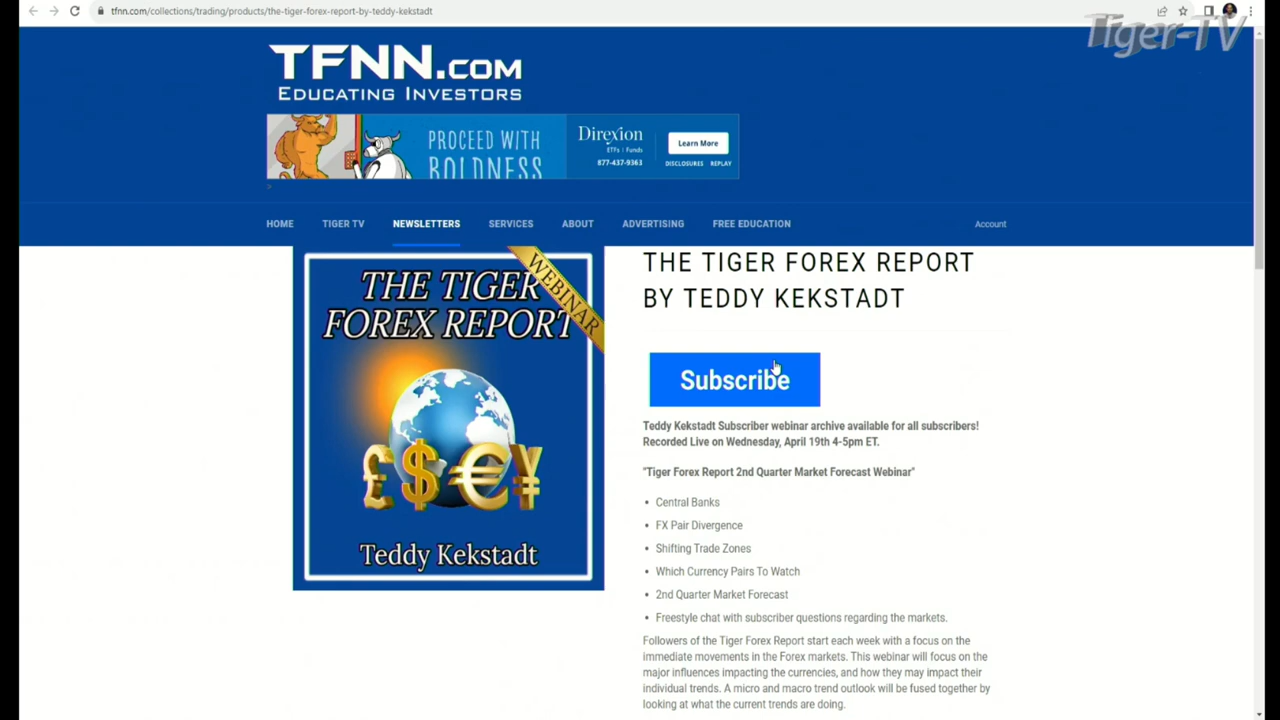 tfnn.com/collections/trading/products/the-tiger-forex-report-by-teddy-kekstadt
Tiger-TV
TFNN.COM
EDUCATING INVESTORS
PROCEED WITH
BOLDNESS
Direxion
ETFs | Funds
877-437-9363
Learn More
DISCLOSURES REPLAY
>
HOME TIGER TV NEWSLETTERS SERVICES ABOUT ADVERTISING FREE EDUCATION Account
THE TIGER
FOREX REPORT
WEBINAR
£$€¥
Teddy Kekstadt
THE TIGER FOREX REPORT
BY TEDDY KEKSTADT
Subscribe
Teddy Kekstadt Subscriber webinar archive available for all subscribers!
Recorded Live on Wednesday, April 19th 4-5pm ET.
"Tiger Forex Report 2nd Quarter Market Forecast Webinar"
• Central Banks
• FX Pair Divergence
• Shifting Trade Zones
• Which Currency Pairs To Watch
• 2nd Quarter Market Forecast
• Freestyle chat with subscriber questions regarding the markets.
Followers of the Tiger Forex Report start each week with a focus on the
immediate movements in the Forex markets. This webinar will focus on the
major influences impacting the currencies, and how they may impact their
individual trends. A micro and macro trend outlook will be fused together by
looking at what the current trends are doing.